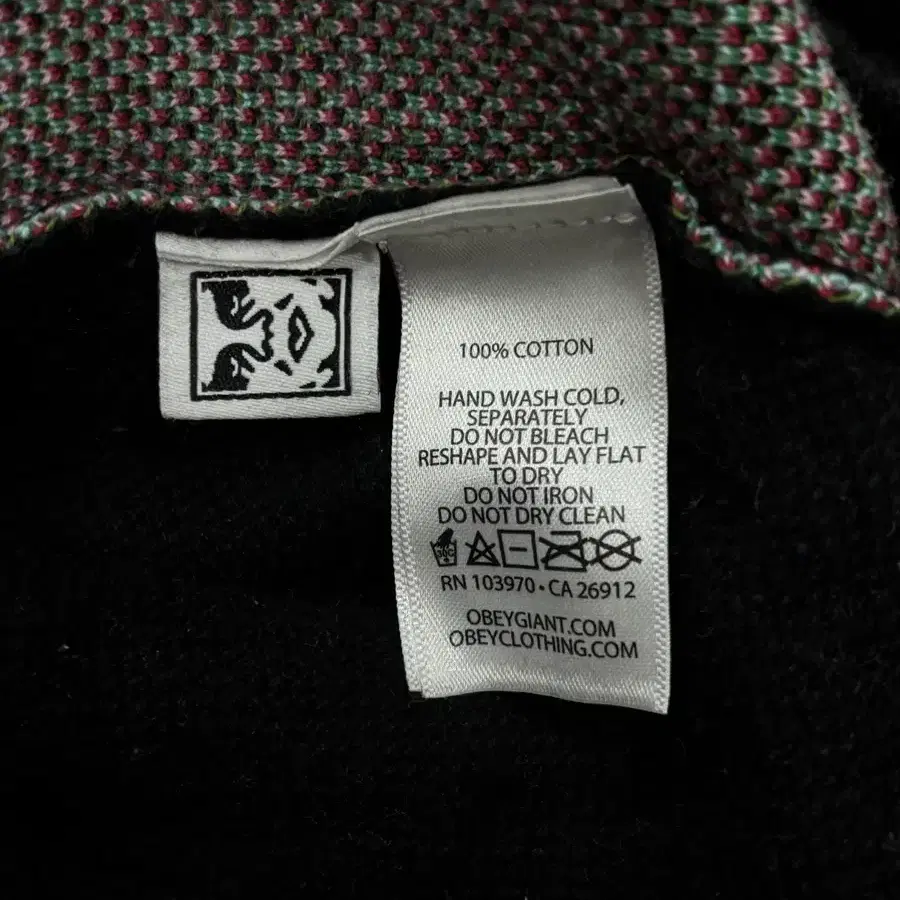 100% COTTON
HAND WASH COLD,
SEPARATELY
DO NOT BLEACH
RESHAPE AND LAY FLAT
TO DRY
DO NOT IRON
DO NOT DRY CLEAN
30C
RN 103970 • CA 26912
OBEYGIANT.COM
OBEYCLOTHING.COM